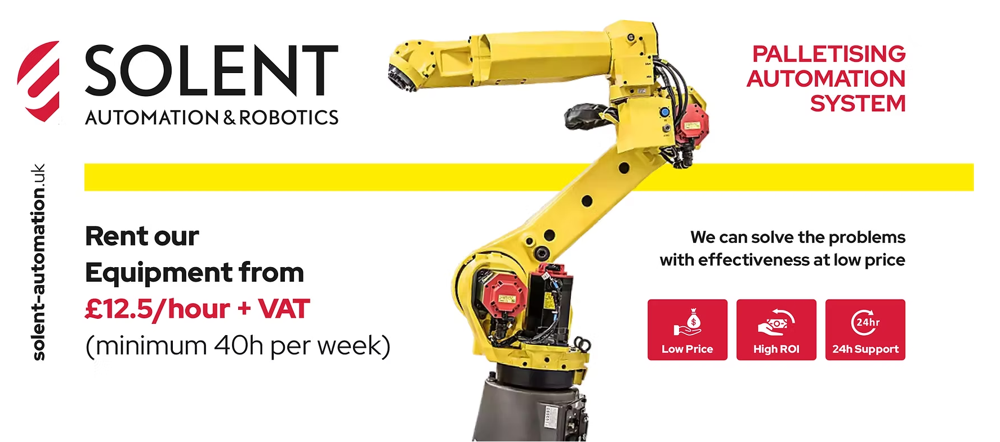 SOLENT
AUTOMATION & ROBOTICS
PALLETISING
AUTOMATION
SYSTEM
solent-automation.uk
Rent our
Equipment from
£12.5/hour + VAT
(minimum 40h per week)
We can solve the problems
with effectiveness at low price
$
Low Price
High ROI
24hr
24h Support